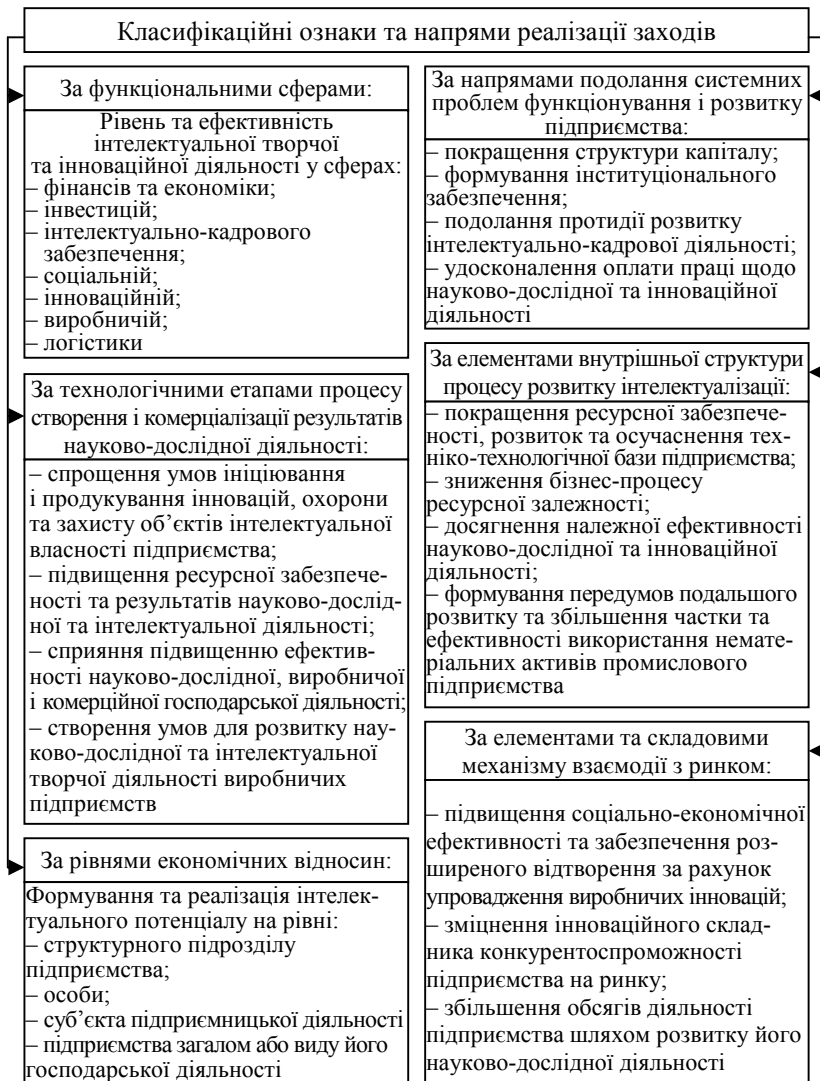 Класифікаційні ознаки та напрями реалізації заходів
За функціональними сферами:
Рівень та ефективність
інтелектуальної творчої
та інноваційної діяльності у сферах:
– фінансів та економіки;
– інвестицій;
– інтелектуально-кадрового
забезпечення;
– соціальній;
– інноваційній;
– виробничій;
– логістики
За технологічними етапами процесу
створення і комерціалізації результатів
науково-дослідної діяльності:
– спрощення умов ініціювання
і продукування інновацій, охорони
та захисту об’єктів інтелектуальної
власності підприємства;
– підвищення ресурсної забезпече-
ності та результатів науково-дослід-
ної та інтелектуальної діяльності;
– сприяння підвищенню ефектив-
ності науково-дослідної, виробничої
і комерційної господарської діяльності;
– створення умов для розвитку нау-
ково-дослідної та інтелектуальної
творчої діяльності виробничих
підприємств
За рівнями економічних відносин:
Формування та реалізація інтелек-
туального потенціалу на рівні:
– структурного підрозділу
підприємства;
– особи;
– суб’єкта підприємницької діяльності
– підприємства загалом або виду його
господарської діяльності
За напрямами подолання системних
проблем функціонування і розвитку
підприємства:
– покращення структури капіталу;
– формування інституціонального
забезпечення;
– подолання протидії розвитку
інтелектуально-кадрової діяльності;
– удосконалення оплати праці щодо
науково-дослідної та інноваційної
діяльності
За елементами внутрішньої структури
процесу розвитку інтелектуалізації:
– покращення ресурсної забезпече-
ності, розвиток та осучаснення тех-
ніко-технологічної бази підприємства;
– зниження бізнес-процесу
ресурсної залежності;
– досягнення належної ефективності
науково-дослідної та інноваційної
діяльності;
– формування передумов подальшого
розвитку та збільшення частки та
ефективності використання немате-
ріальних активів промислового
підприємства
За елементами та складовими
механізму взаємодії з ринком:
– підвищення соціально-економічної
ефективності та забезпечення роз-
ширеного відтворення за рахунок
упровадження виробничих інновацій;
– зміцнення інноваційного склад-
ника конкурентоспроможності
підприємства на ринку;
– збільшення обсягів діяльності
підприємства шляхом розвитку його
науково-дослідної діяльності